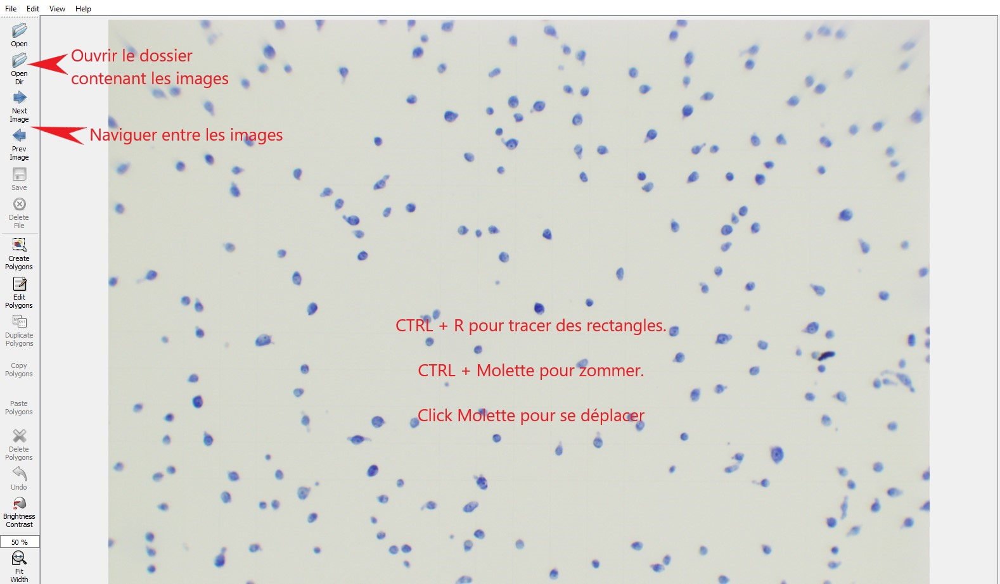 File Edit View Help
Open
Open
Dir
Next
Image
Prev
Image
Save
Delete
File
Create
Polygons
Edit
Polygons
Duplicate
Polygons
Copy
Polygons
Paste
Polygons
Delete
Polygons
Undo
Brightness
Contrast
50 %
Fit
Width
Ouvrir le dossier
contenant les images
Naviguer entre les images
CTRL + R pour tracer des rectangles.
CTRL + Molette pour zommer.
Click Molette pour se déplacer